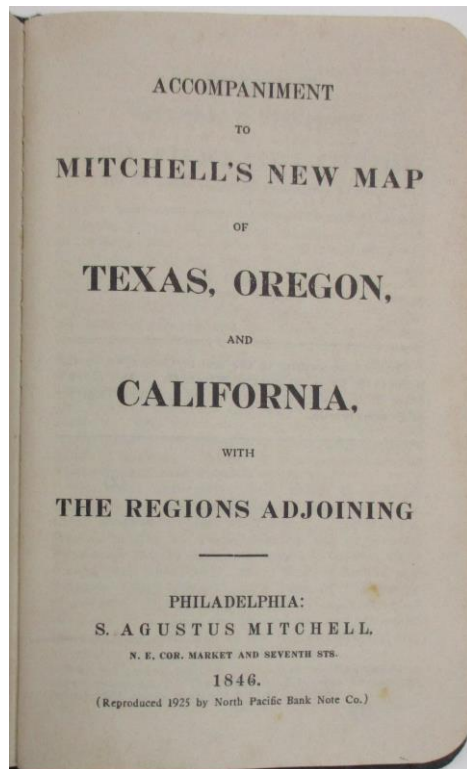 ACCOMPANIMENT
TO
MITCHELL'S NEW MAP
OF
TEXAS, OREGON,
AND
CALIFORNIA,
WITH
THE REGIONS ADJOINING
PHILADELPHIA:
S. AGUSTUS MITCHELL,
N. E. COR. MARKET AND SEVENTH STS.
1846.
(Reproduced 1925 by North Pacific Bank Note Co.)